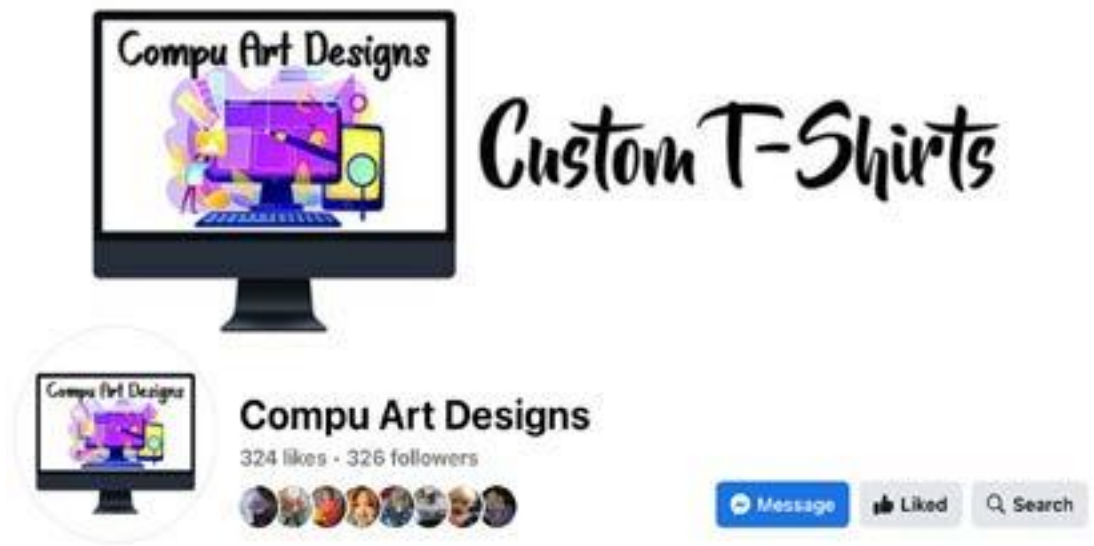 Compu Art Designs
Custom T-Shirts
Compu Art Designs
Compu Art Designs
324 likes • 326 followers
Message
Liked
Search